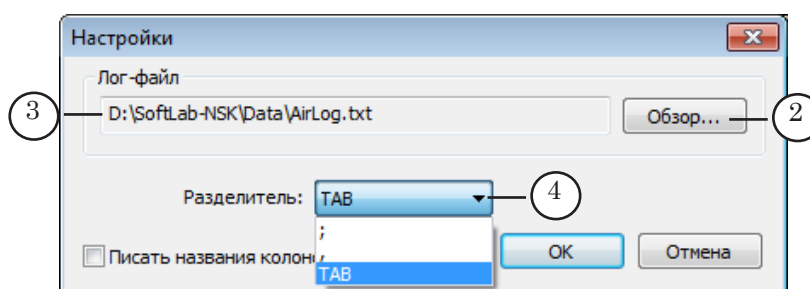 Настройки
Лог-файл
3
D:\SoftLab-NSK\Data\AirLog.txt
Обзор...
2
Разделитель:
TAB
4
;
Писать названия
,
TAB
OK
Отмена